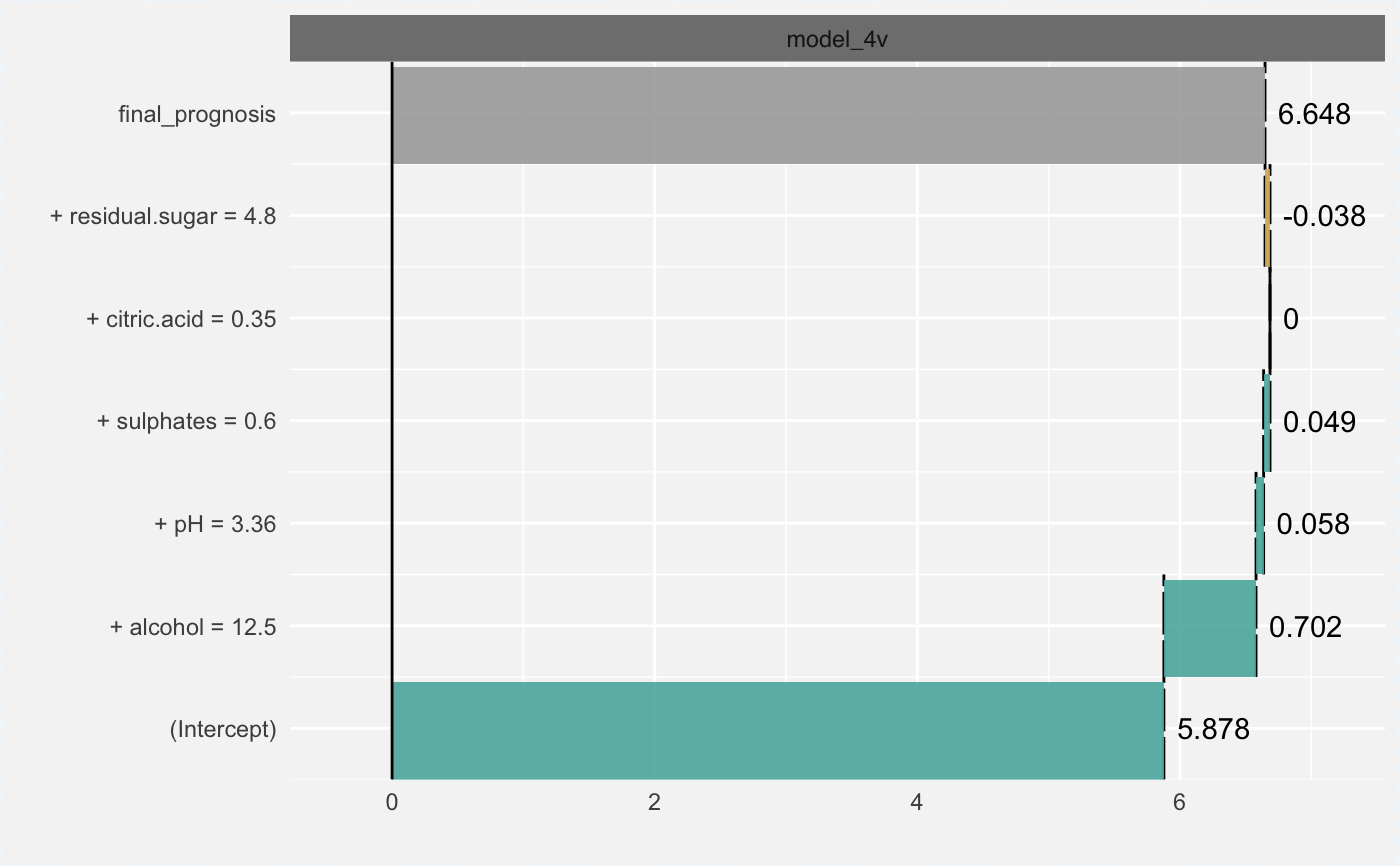 model_4v
final_prognosis 6.648
+ residual.sugar = 4.8 -0.038
+ citric.acid = 0.35 0
+ sulphates = 0.6 0.049
+ pH = 3.36 0.058
+ alcohol = 12.5 0.702
(Intercept) 5.878
0 2 4 6